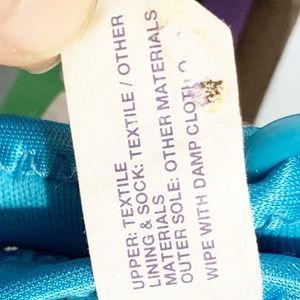 UPPER: TEXTILE
LINING & SOCK: TEXTILE / OTHER
MATERIALS
OUTER SOLE: OTHER MATERIALS
WIPE WITH DAMP CLOTH